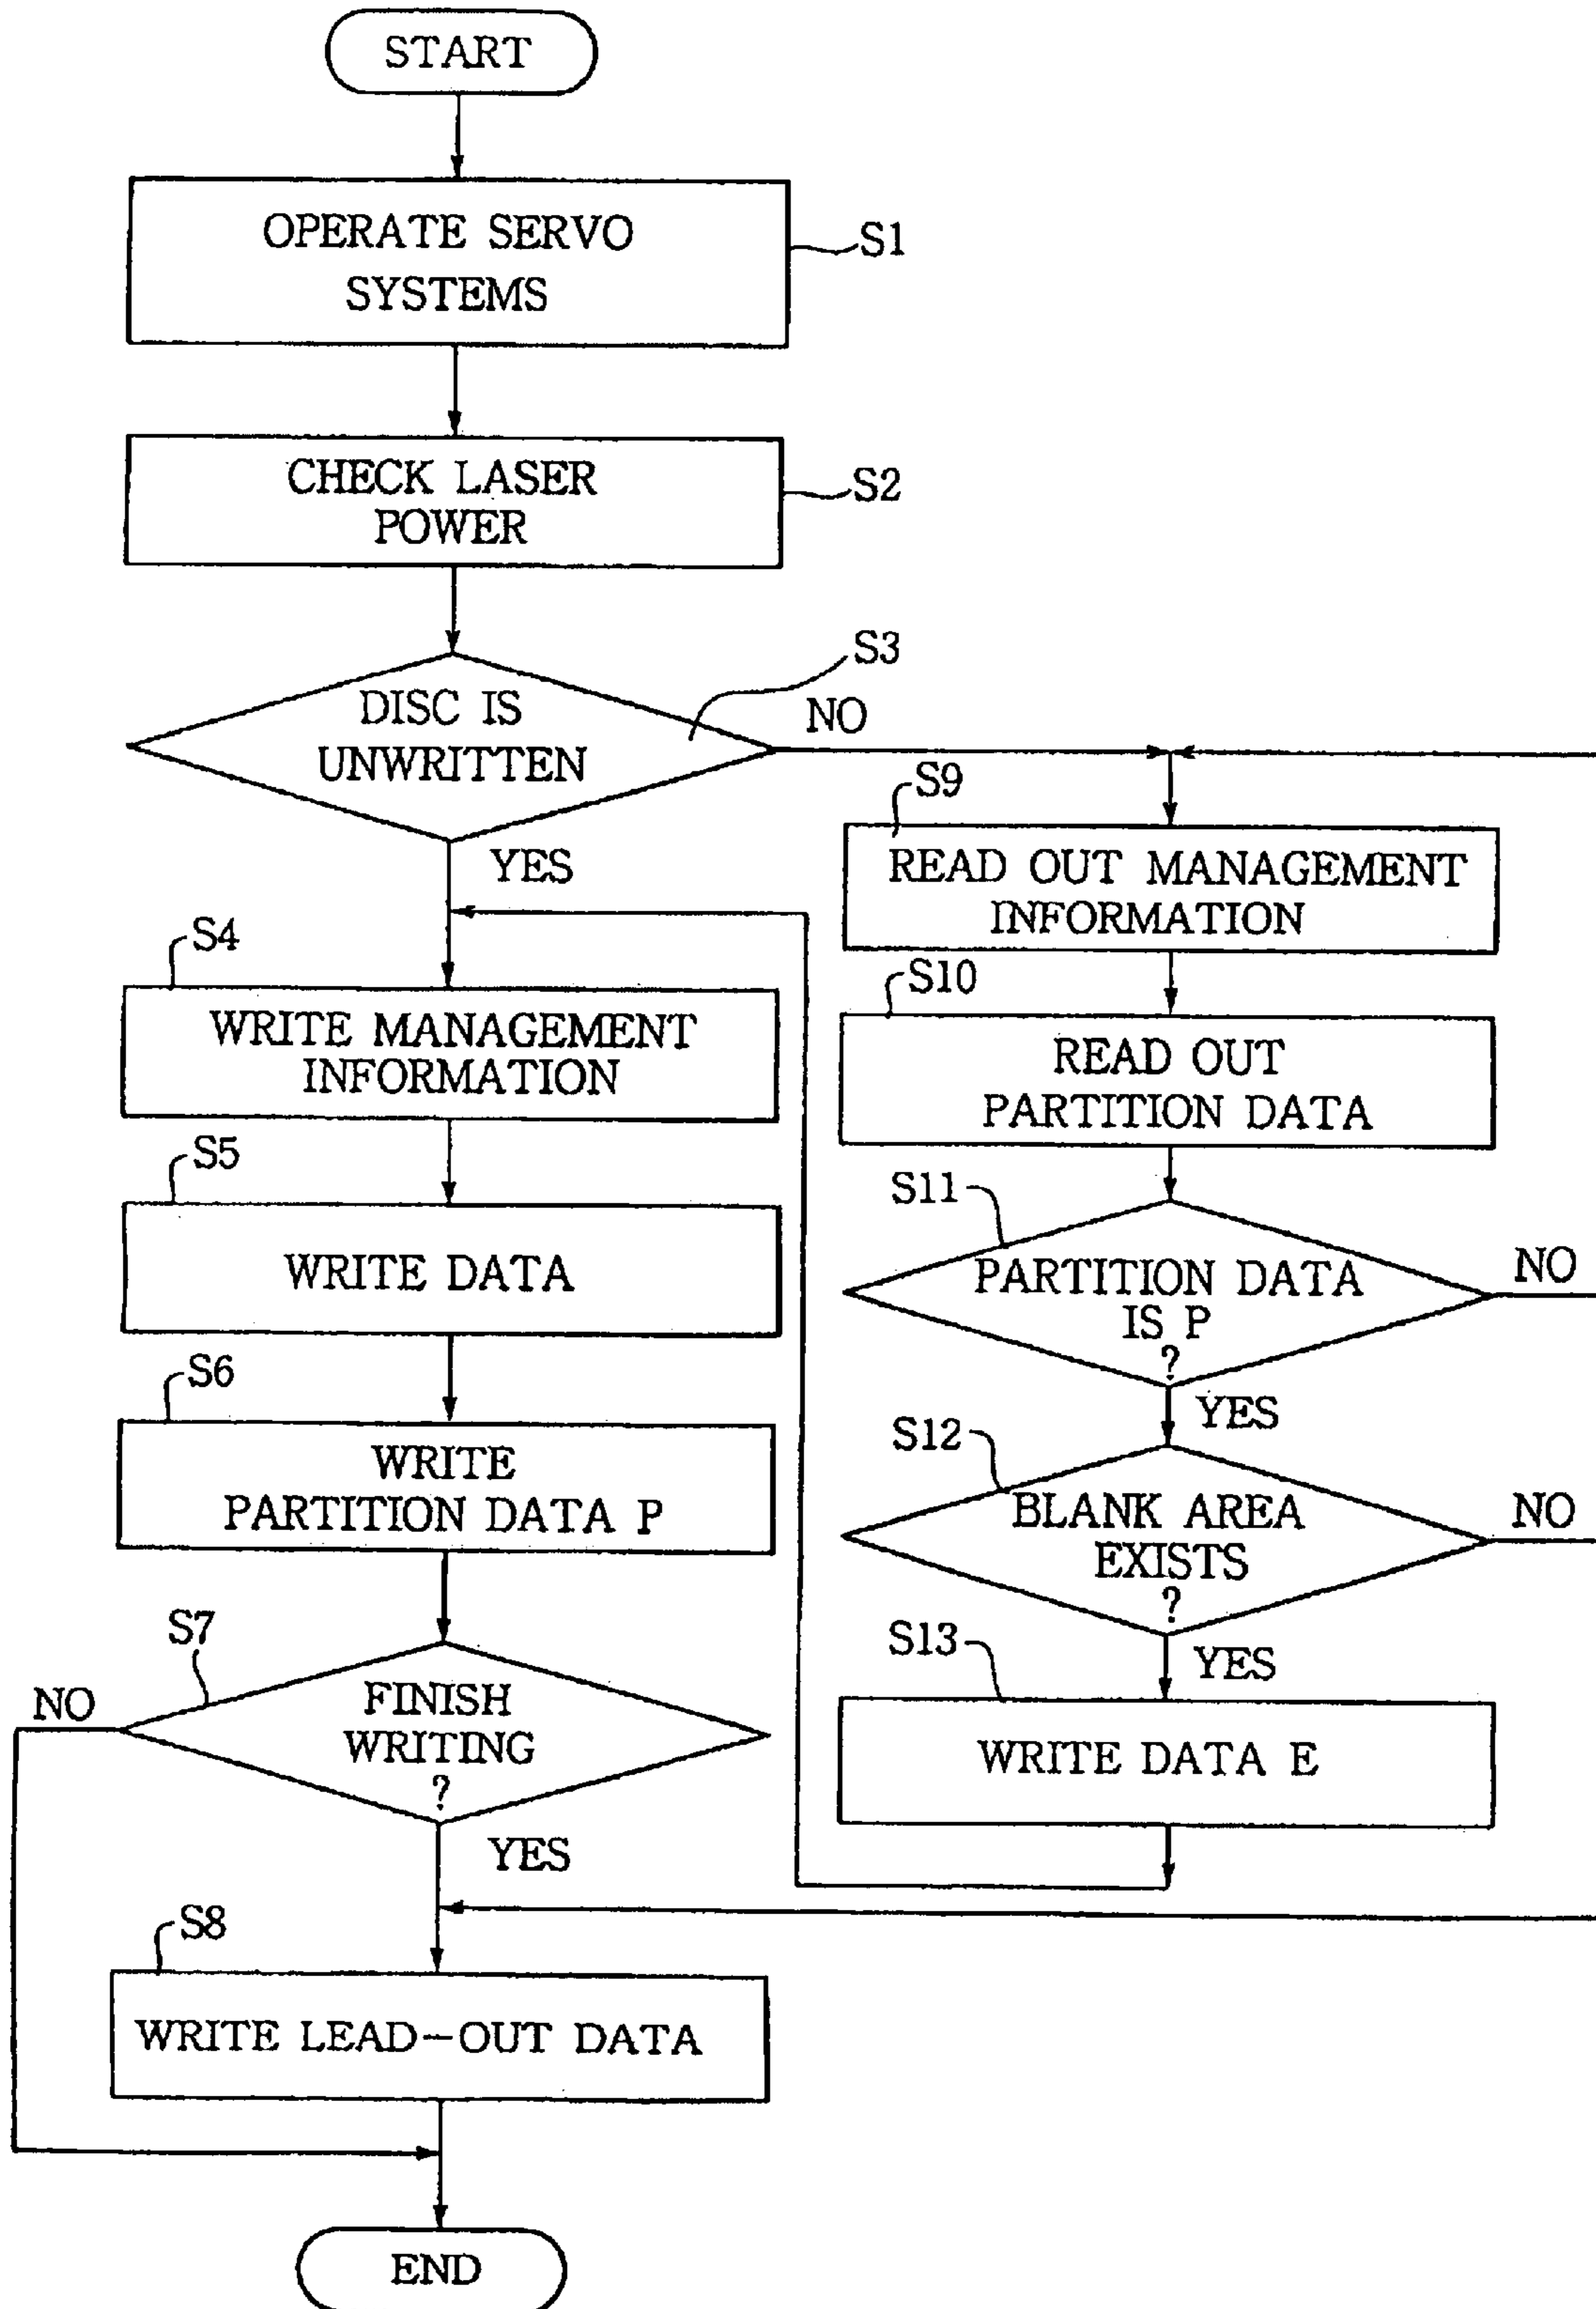 START
OPERATE SERVO
SYSTEMS
S1
CHECK LASER
POWER
S2
DISC IS
UNWRITTEN
S3
NO
YES
S4
WRITE MANAGEMENT
INFORMATION
S5
WRITE DATA
S6
WRITE
PARTITION DATA P
S7
FINISH
WRITING
?
NO
YES
S8
WRITE LEAD-OUT DATA
END
S9
READ OUT MANAGEMENT
INFORMATION
S10
READ OUT
PARTITION DATA
S11
PARTITION DATA
IS P
?
NO
YES
S12
BLANK AREA
EXISTS
?
NO
YES
S13
WRITE DATA E